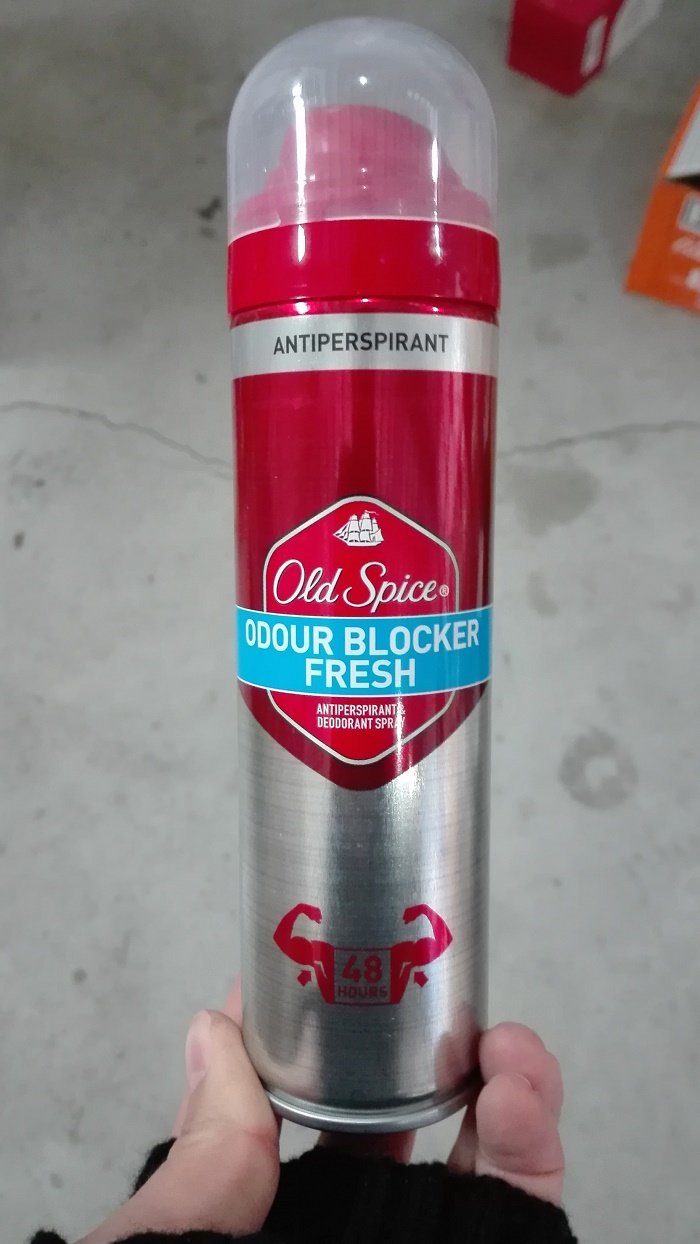 ANTIPERSPIRANT
Old Spice®
ODOUR BLOCKER
FRESH
ANTIPERSPIRANT &
DEODORANT SPRAY
48
HOURS